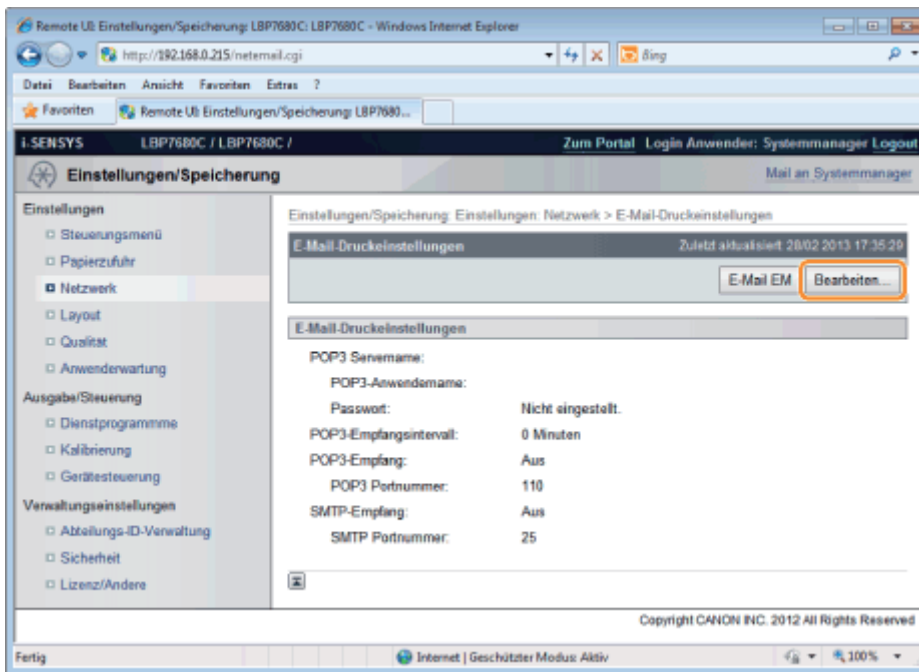 Remote UI: Einstellungen/Speicherung: LBP7680C: LBP7680C - Windows Internet Explorer
http://192.168.0.215/netemail.cgi
Bing
Datei Bearbeiten Ansicht Favoriten Extras ?
Favoriten Remote UI: Einstellungen/Speicherung: LBP7680...
i-SENSYS LBP7680C / LBP7680C / Zum Portal Login Anwender: Systemmanager Logout
Einstellungen/Speicherung Mail an Systemmanager
Einstellungen
Steuerungsmenü
Papierzufuhr
Netzwerk
Layout
Qualität
Anwenderwartung
Ausgabe/Steuerung
Dienstprogrammme
Kalibrierung
Gerätesteuerung
Verwaltungseinstellungen
Abteilungs-ID-Verwaltung
Sicherheit
Lizenz/Andere
Einstellungen/Speicherung: Einstellungen: Netzwerk > E-Mail-Druckeinstellungen
E-Mail-Druckeinstellungen Zuletzt aktualisiert: 28/02 2013 17:35:29
E-Mail EM Bearbeiten...
E-Mail-Druckeinstellungen
POP3 Servername:
POP3-Anwendername:
Passwort: Nicht eingestellt.
POP3-Empfangsintervall: 0 Minuten
POP3-Empfang: Aus
POP3 Portnummer: 110
SMTP-Empfang: Aus
SMTP Portnummer: 25
Copyright CANON INC. 2012 All Rights Reserved
Fertig Internet | Geschützter Modus: Aktiv 100%